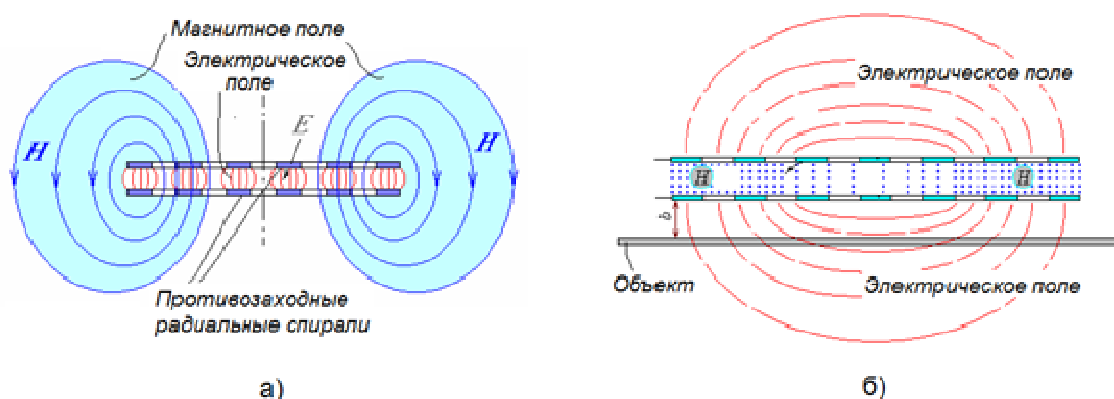 Магнитное поле
Электрическое
поле
E
H
H
Противозаходные
радиальные спирали
а)
Электрическое поле
H
H
b
Объект
Электрическое поле
б)